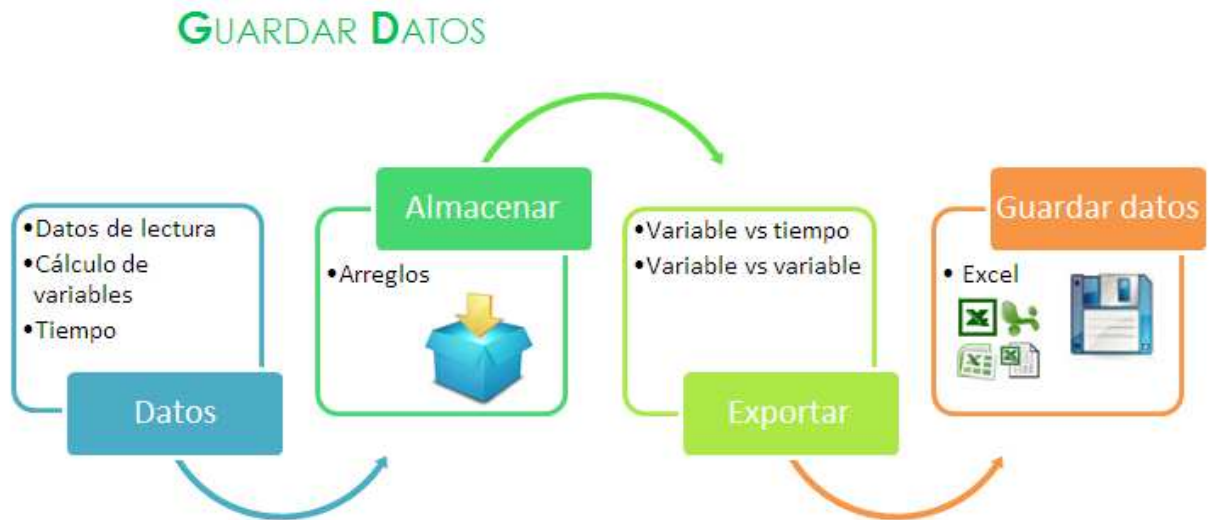 GUARDAR DATOS
•Datos de lectura
•Cálculo de
variables
•Tiempo
Datos
Almacenar
•Arreglos
•Variable vs tiempo
•Variable vs variable
Exportar
Guardar datos
• Excel